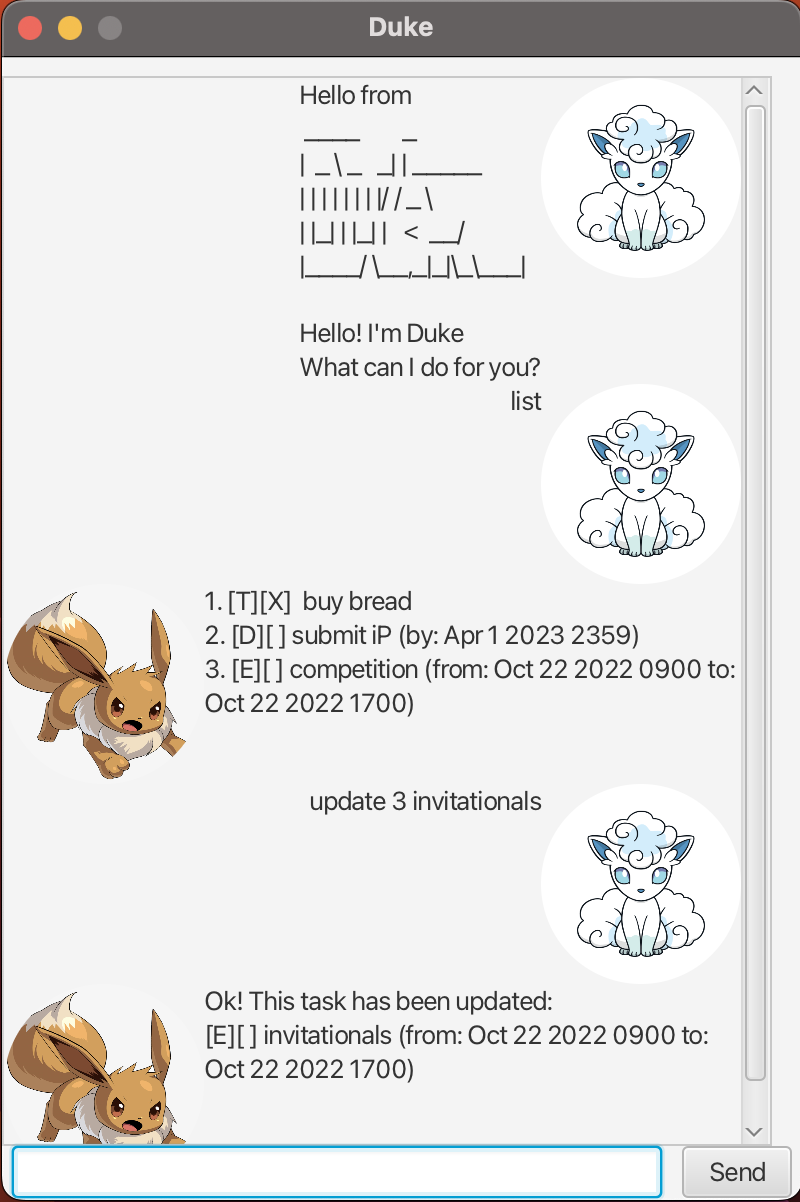 Duke
Hello from
 ____        _
|  _ \ _   _| | _____
| | | | | | | |/ / _ \
| |_| | |_| |   <  __/
|____/ \__,_|_|\_\___|
Hello! I'm Duke
What can I do for you?
list
1. [T][X]  buy bread
2. [D][ ] submit iP (by: Apr 1 2023 2359)
3. [E][ ] competition (from: Oct 22 2022 0900 to:
Oct 22 2022 1700)
update 3 invitationals
Ok! This task has been updated:
[E][ ] invitationals (from: Oct 22 2022 0900 to:
Oct 22 2022 1700)
Send